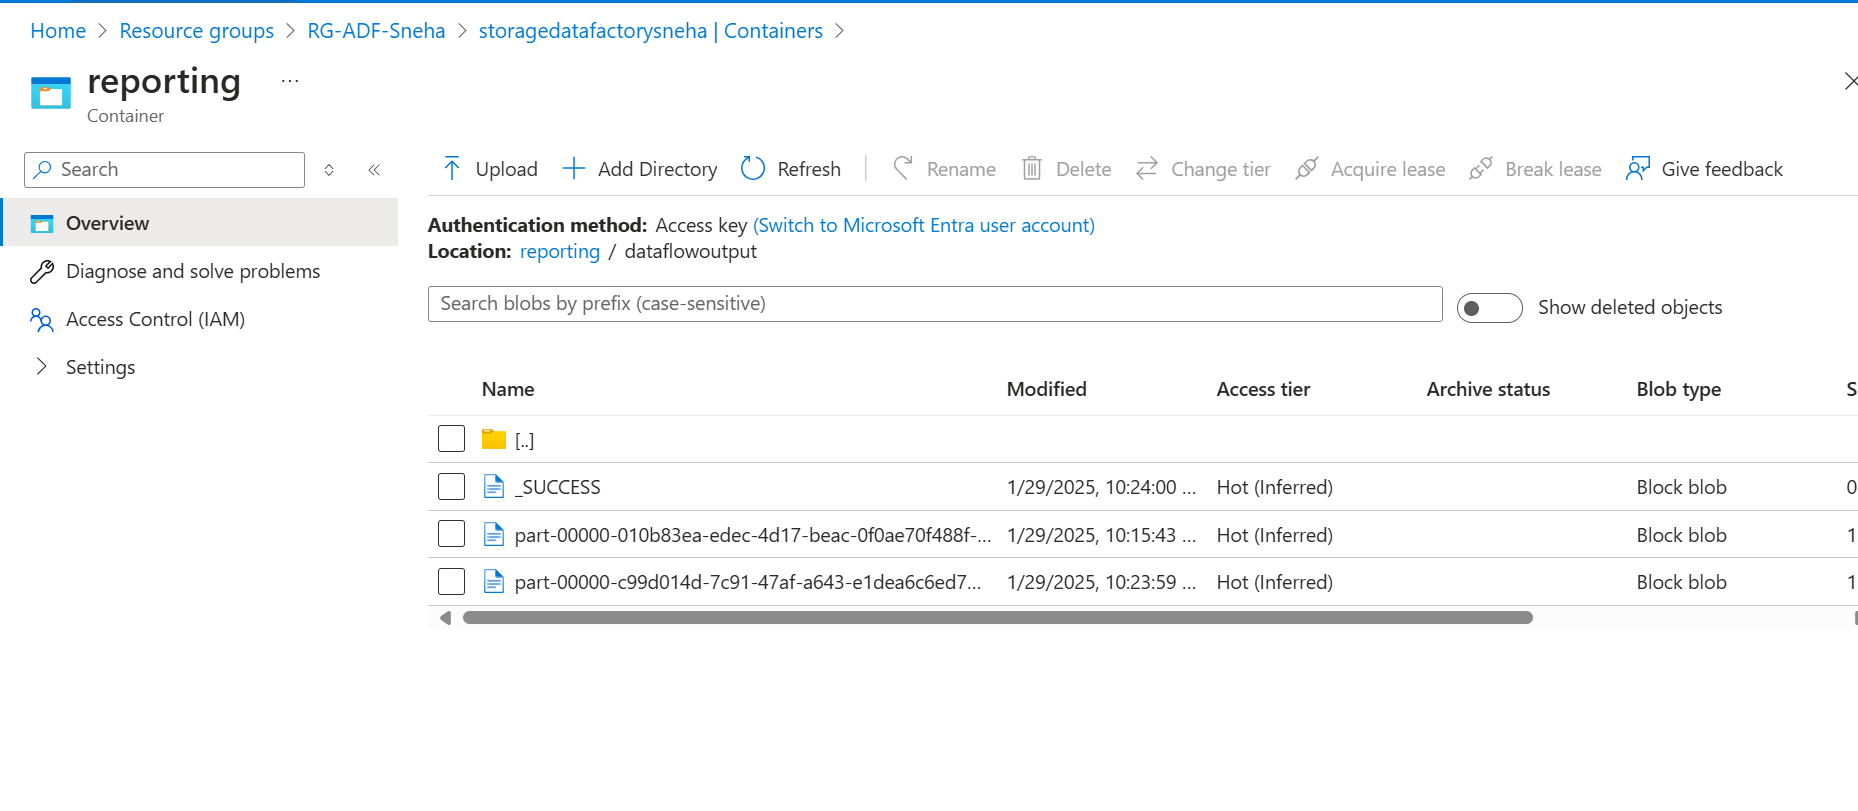 Home > Resource groups > RG-ADF-Sneha > storagedatafactorysneha | Containers >
reporting ...
Container
Search
Overview
Diagnose and solve problems
Access Control (IAM)
Settings
Upload Add Directory Refresh Rename Delete Change tier Acquire lease Break lease Give feedback
Authentication method: Access key (Switch to Microsoft Entra user account)
Location: reporting / dataflowoutput
Search blobs by prefix (case-sensitive)
Show deleted objects
Name Modified Access tier Archive status Blob type S
[..]
_SUCCESS 1/29/2025, 10:24:00 ... Hot (Inferred) Block blob 0
part-00000-010b83ea-edec-4d17-beac-0f0ae70f488f-... 1/29/2025, 10:15:43 ... Hot (Inferred) Block blob 1
part-00000-c99d014d-7c91-47af-a643-e1dea6c6ed7... 1/29/2025, 10:23:59 ... Hot (Inferred) Block blob 1